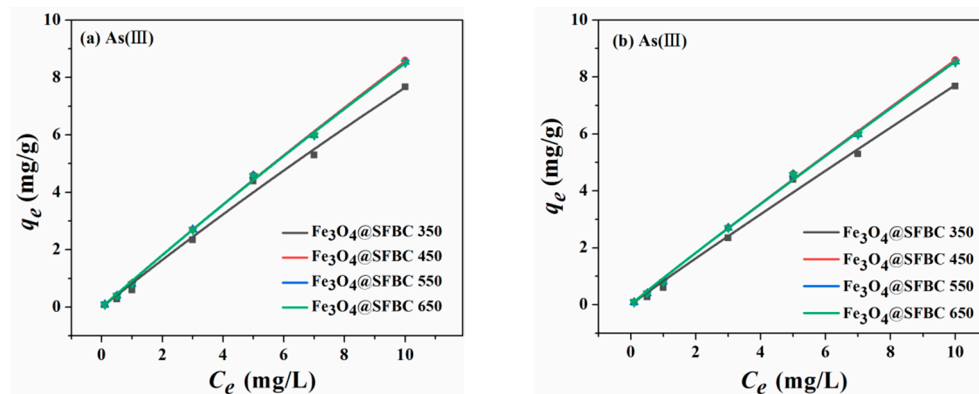 (a) As(Ⅲ)
10
8
6
4
2
0
qe (mg/g)
Fe3O4@SFBC 350
Fe3O4@SFBC 450
Fe3O4@SFBC 550
Fe3O4@SFBC 650
0 2 4 6 8 10
Ce (mg/L)
(b) As(Ⅲ)
10
8
6
4
2
0
qe (mg/g)
Fe3O4@SFBC 350
Fe3O4@SFBC 450
Fe3O4@SFBC 550
Fe3O4@SFBC 650
0 2 4 6 8 10
Ce (mg/L)